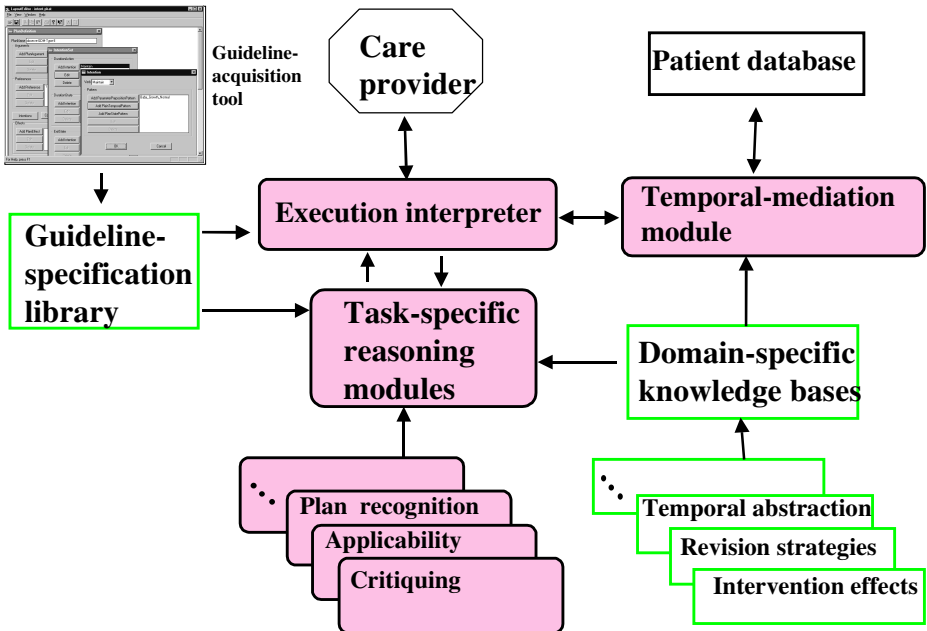 Guideline-
acquisition
tool
Care
provider
Patient database
Execution interpreter
Temporal-mediation
module
Guideline-
specification
library
Task-specific
reasoning
modules
Domain-specific
knowledge bases
Plan recognition
Applicability
Critiquing
Temporal abstraction
Revision strategies
Intervention effects